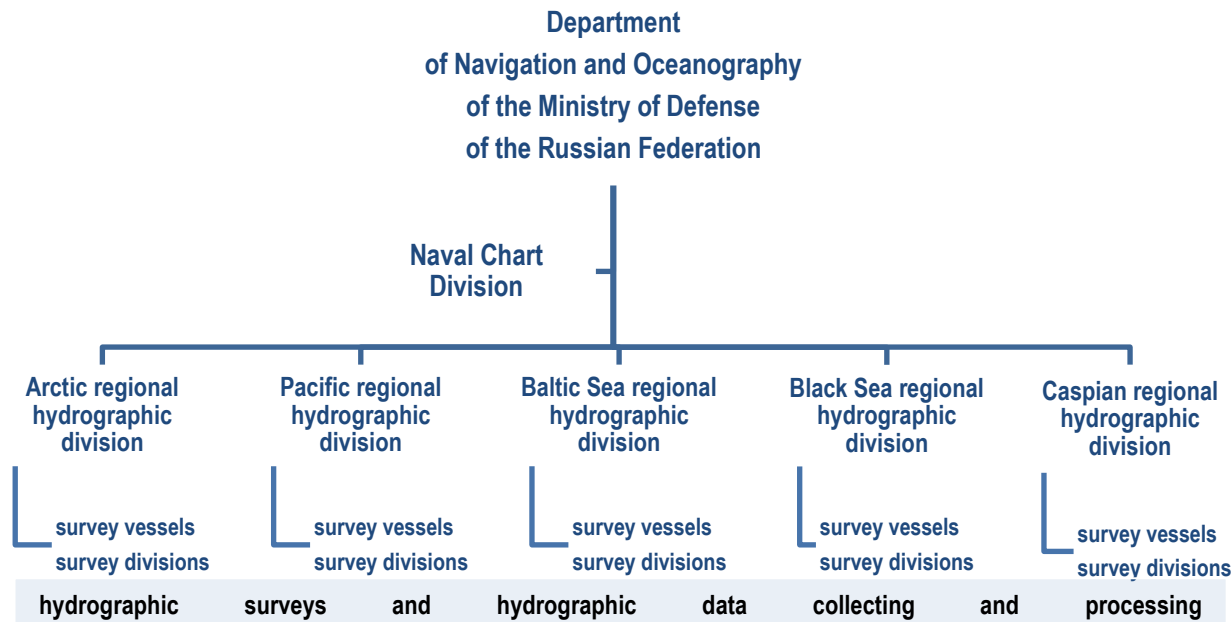 Department
of Navigation and Oceanography
of the Ministry of Defense
of the Russian Federation
Naval Chart
Division
Arctic regional
hydrographic
division
Pacific regional
hydrographic
division
Baltic Sea regional
hydrographic
division
Black Sea regional
hydrographic
division
Caspian regional
hydrographic
division
survey vessels
survey divisions
survey vessels
survey divisions
survey vessels
survey divisions
survey vessels
survey divisions
survey vessels
survey divisions
hydrographic surveys and hydrographic data collecting and processing